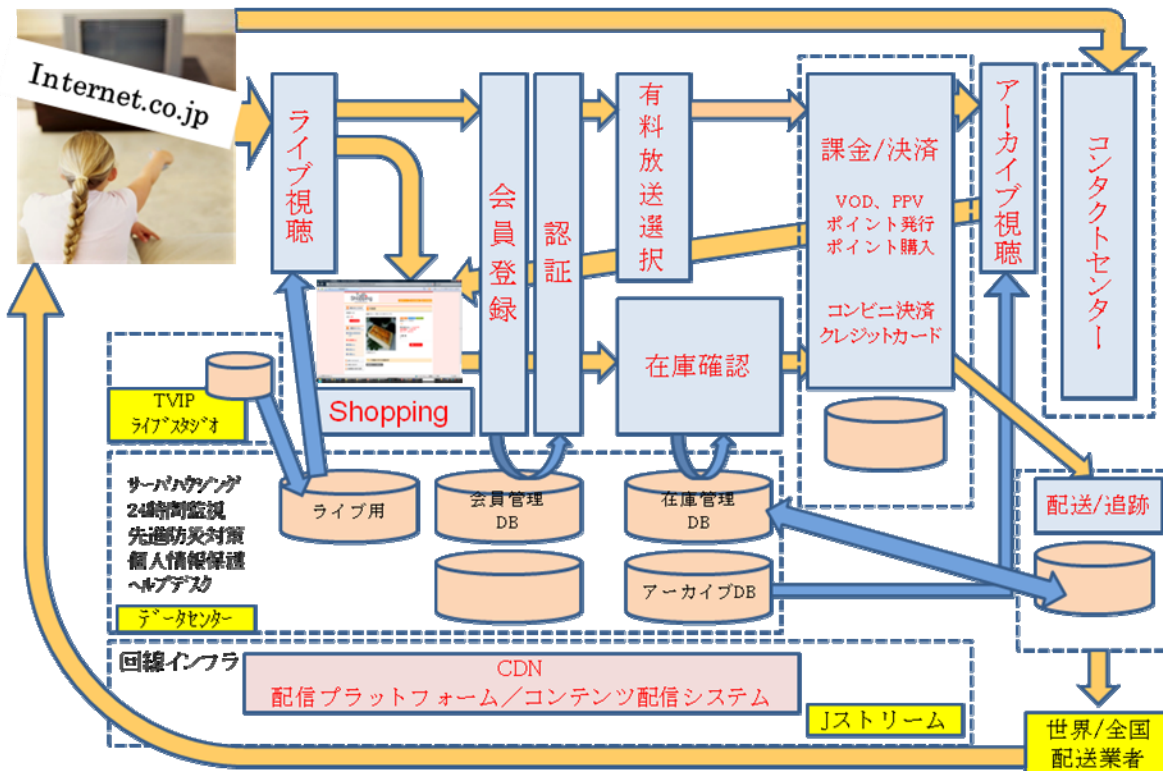 Internet.co.jp
ライブ視聴
会員登録
認証
有料放送選択
課金/決済
VOD、PPV
ポイント発行
ポイント購入
コンビニ決済
クレジットカード
アーカイブ視聴
コンタクトセンター
Shopping
在庫確認
TVIP
ライブスタジオ
サーバハウジング
24時間監視
先進防災対策
個人情報保護
ヘルプデスク
データセンター
ライブ用
会員管理
DB
在庫管理
DB
アーカイブDB
配送/追跡
回線インフラ
CDN
配信プラットフォーム／コンテンツ配信システム
Jストリーム
世界/全国
配送業者